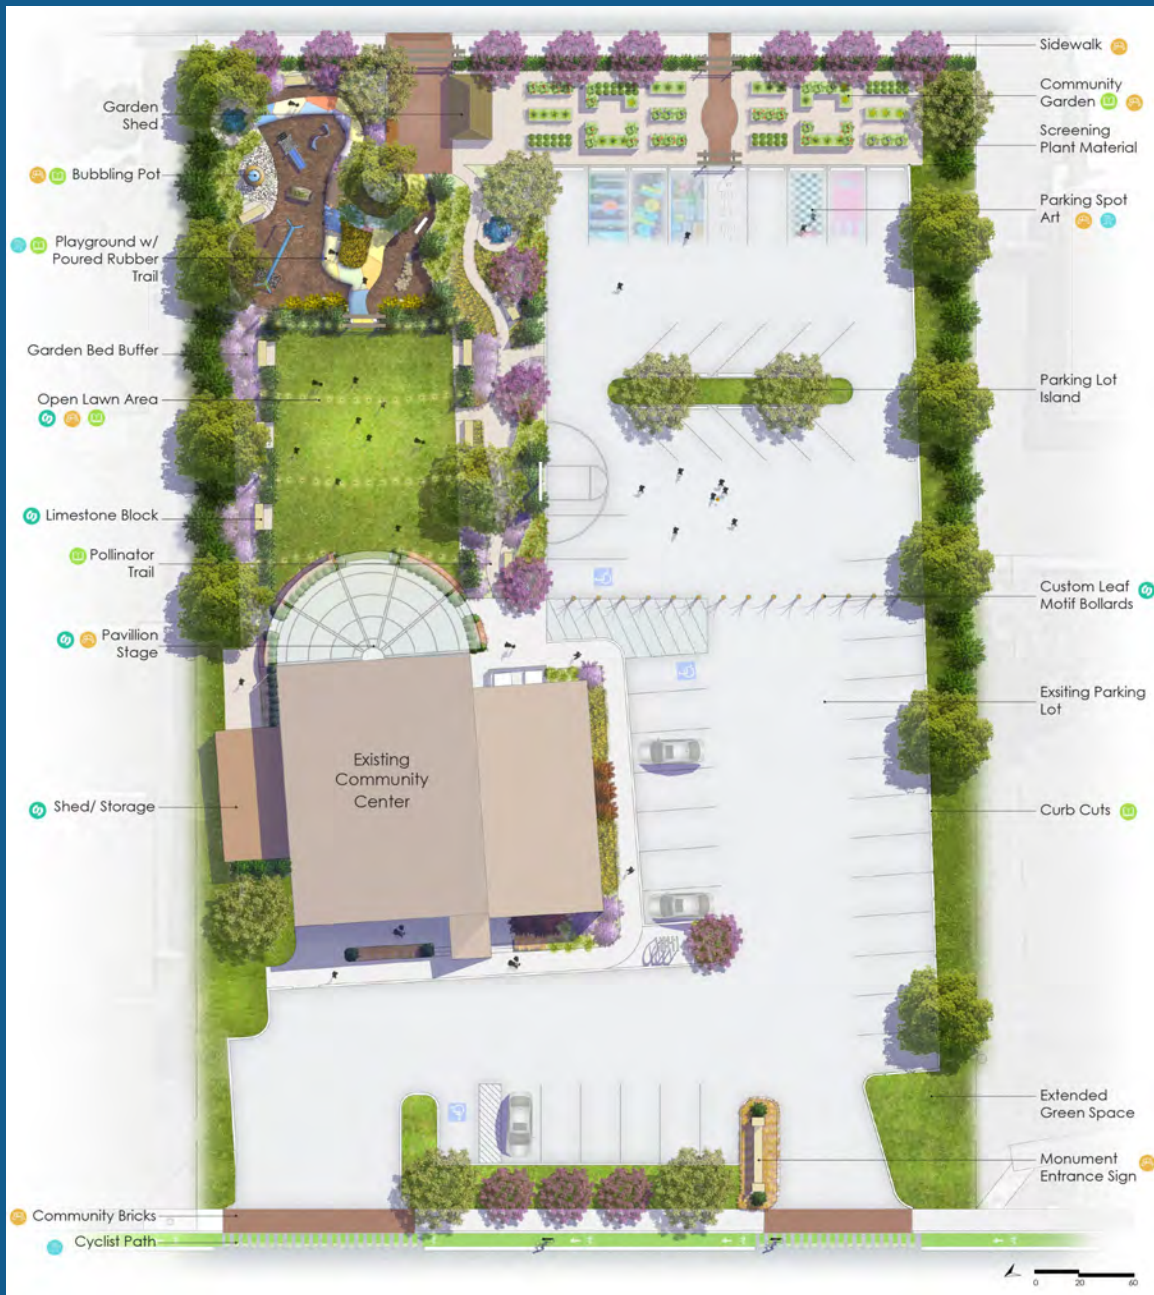 Sidewalk
Community
Garden
Screening
Plant Material
Parking Spot
Art
Parking Lot
Island
Custom Leaf
Motif Bollards
Exsiting Parking
Lot
Curb Cuts
Extended
Green Space
Monument
Entrance Sign
Garden
Shed
Bubbling Pot
Playground w/
Poured Rubber
Trail
Garden Bed Buffer
Open Lawn Area
Limestone Block
Pollinator
Trail
Pavillion
Stage
Shed/ Storage
Community Bricks
Cyclist Path
Existing
Community
Center
0 20 60